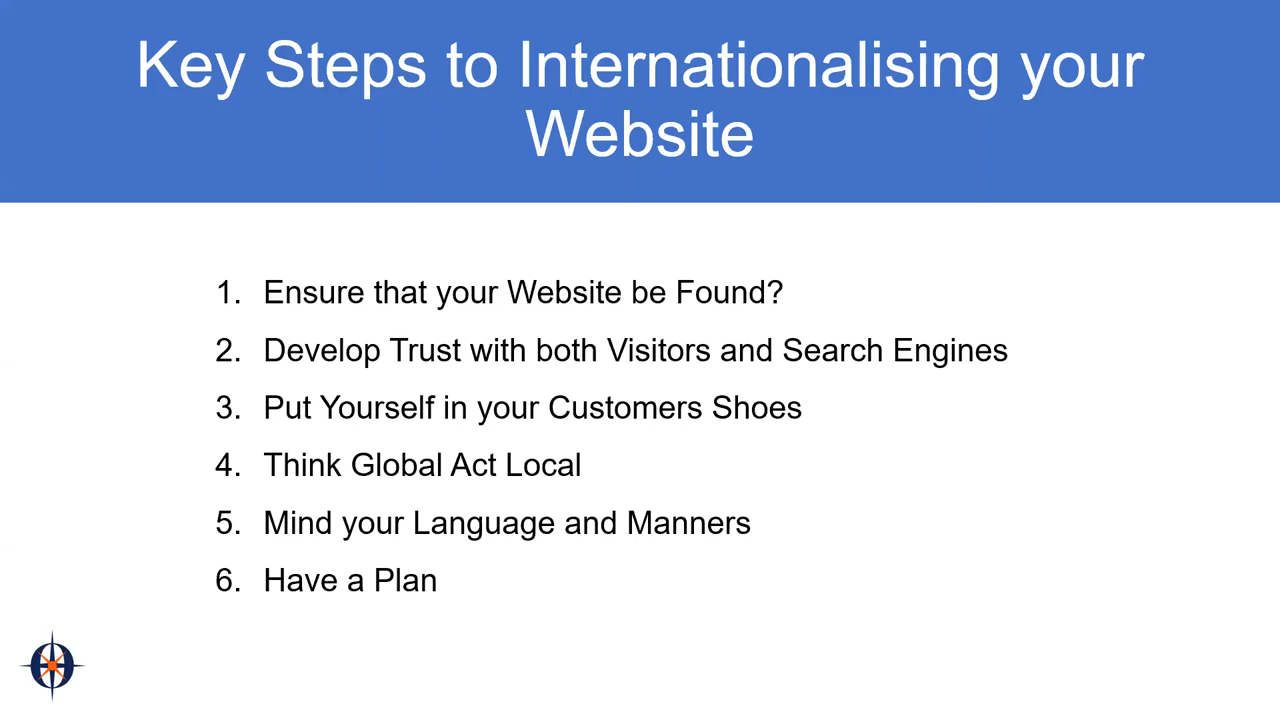 Key Steps to Internationalising your
Website
1. Ensure that your Website be Found?
2. Develop Trust with both Visitors and Search Engines
3. Put Yourself in your Customers Shoes
4. Think Global Act Local
5. Mind your Language and Manners
6. Have a Plan